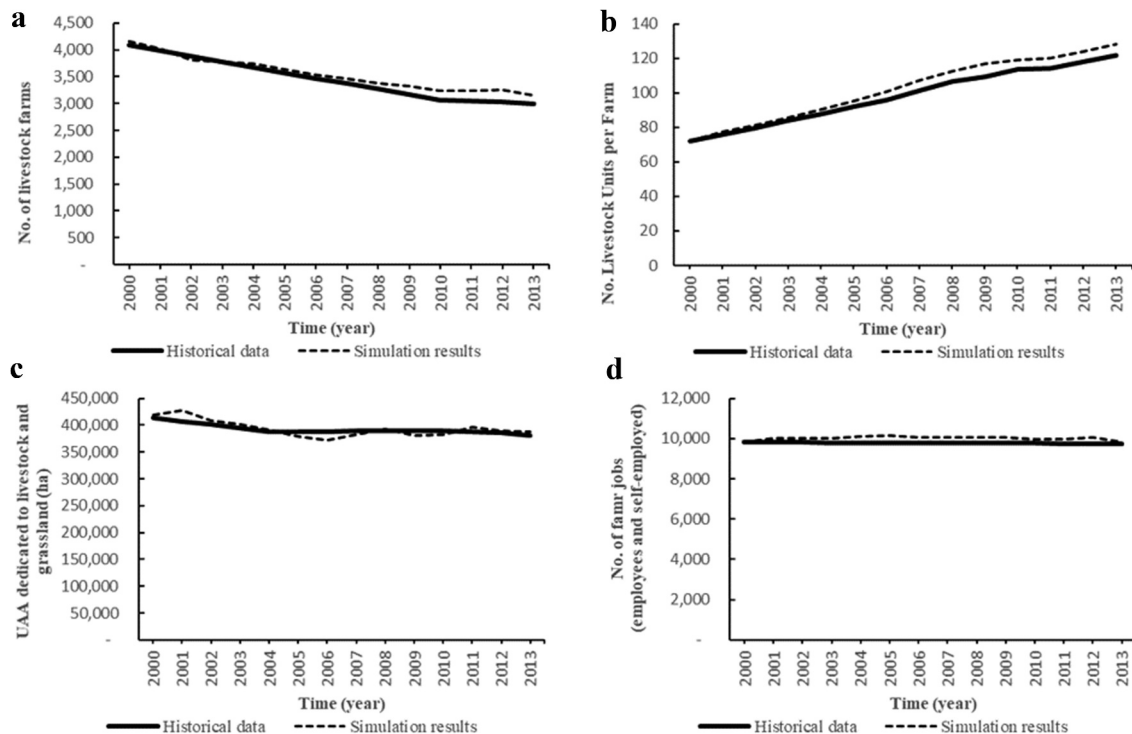 a
4,500
4,000
3,500
3,000
2,500
2,000
1,500
1,000
500
-
No. of livestock farms
2000 2001 2002 2003 2004 2005 2006 2007 2008 2009 2010 2011 2012 2013
Time (year)
Historical data Simulation results
b
140
120
100
80
60
40
20
0
No. Livestock Units per Farm
2000 2001 2002 2003 2004 2005 2006 2007 2008 2009 2010 2011 2012 2013
Time (year)
Historical data Simulation results
c
450,000
400,000
350,000
300,000
250,000
200,000
150,000
100,000
50,000
-
UAA dedicated to livestock and
grassland (ha)
2000 2001 2002 2003 2004 2005 2006 2007 2008 2009 2010 2011 2012 2013
Time (year)
Historical data Simulation results
d
12,000
10,000
8,000
6,000
4,000
2,000
-
No. of famr jobs
(employees and self-employed)
2000 2001 2002 2003 2004 2005 2006 2007 2008 2009 2010 2011 2012 2013
Time (year)
Historical data Simulation results